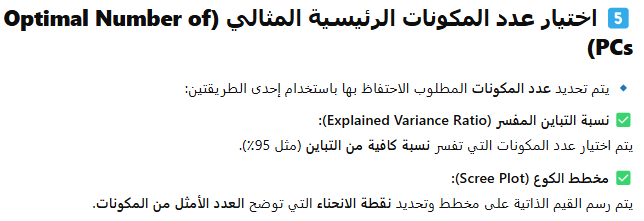 5 اختيار عدد المكونات الرئيسية المثالي (Optimal Number of
PCs)
يتم تحديد عدد المكونات المطلوب الاحتفاظ بها باستخدام إحدى الطريقتين:
✅ نسبة التباين المفسر (Explained Variance Ratio):
يتم اختيار عدد المكونات التي تفسر نسبة كافية من التباين (مثل 95٪).
✅ مخطط الكوع (Scree Plot):
يتم رسم القيم الذاتية على مخطط وتحديد نقطة الانحناء التي توضح العدد الأمثل من المكونات.